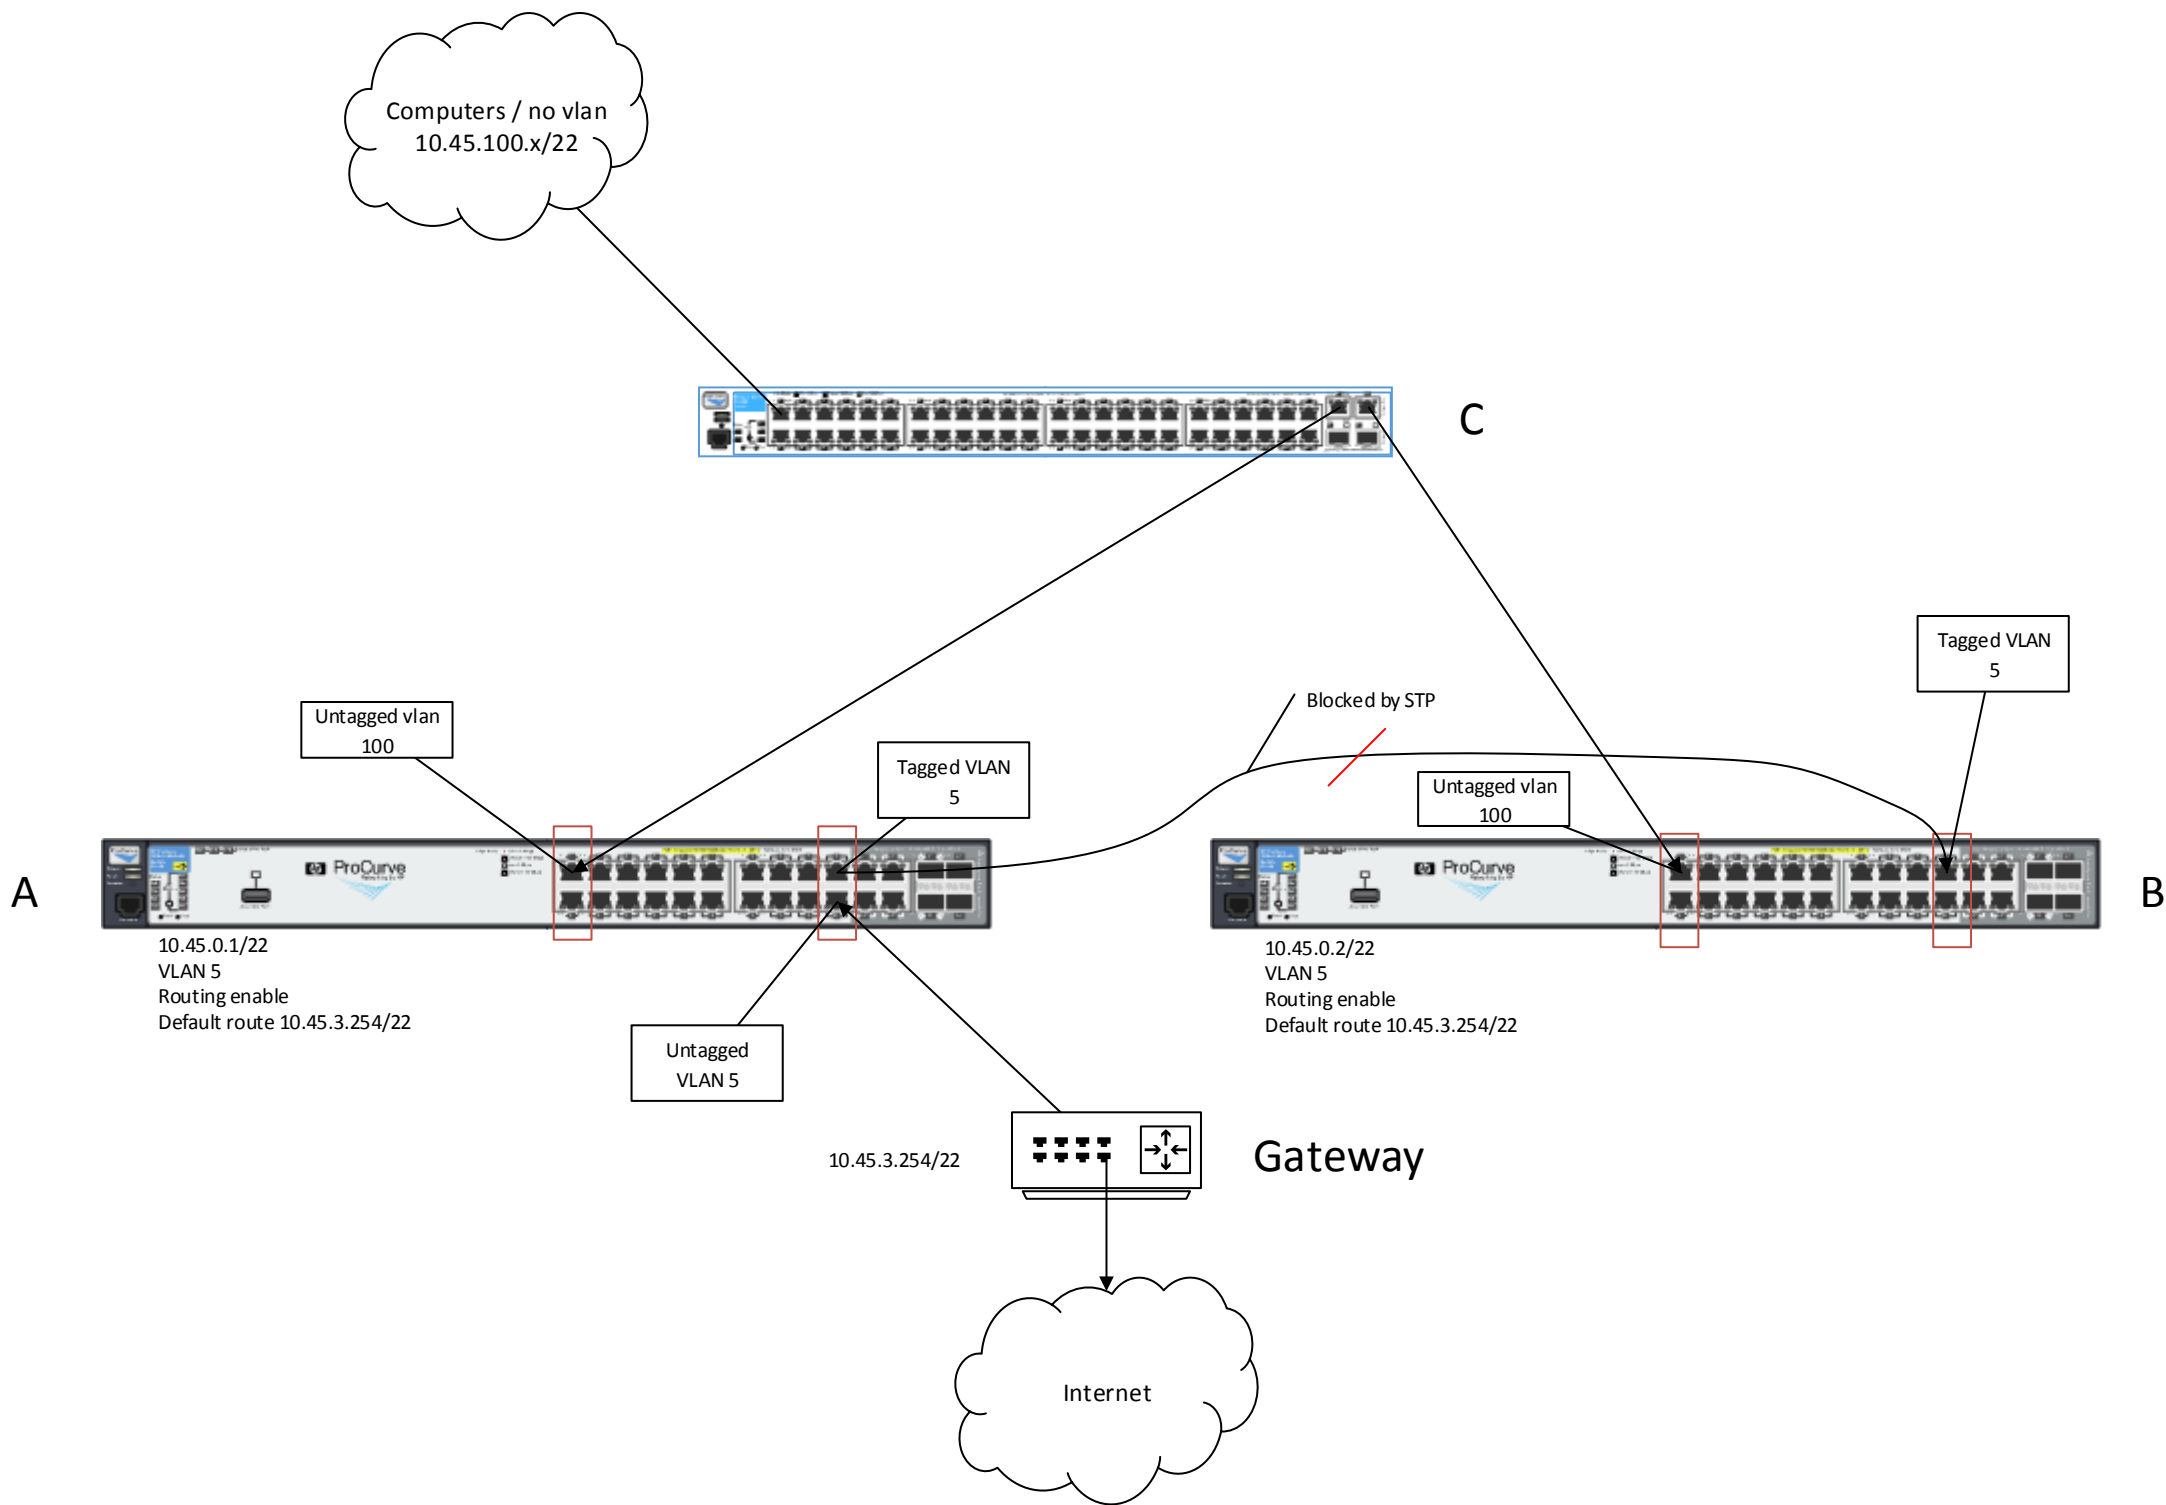 Computers / no vlan
10.45.100.x/22
C
Tagged VLAN
5
Blocked by STP
Untagged vlan
100
Tagged VLAN
5
Untagged vlan
100
A
ProCurve
ProCurve
B
10.45.0.1/22
VLAN 5
Routing enable
Default route 10.45.3.254/22
10.45.0.2/22
VLAN 5
Routing enable
Default route 10.45.3.254/22
Untagged
VLAN 5
10.45.3.254/22
Gateway
Internet